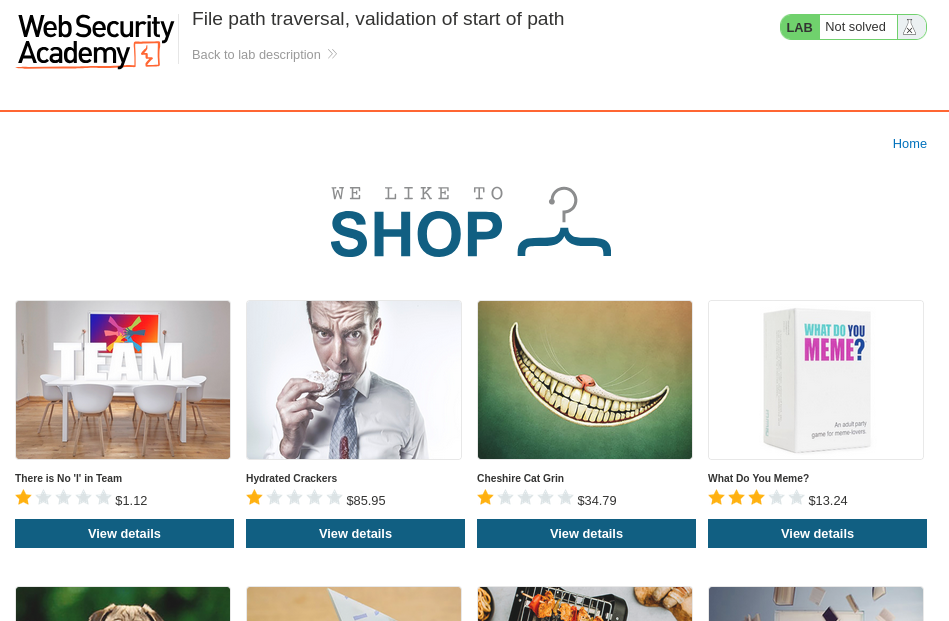 Web Security
Academy
File path traversal, validation of start of path
Back to lab description
LAB
Not solved
Home
WE LIKE TO
SHOP
TEAM
WHAT DO YOU
MEME?
An adult party
game for meme-lovers.
There is No 'I' in Team
Hydrated Crackers
Cheshire Cat Grin
What Do You Meme?
$1.12
$85.95
$34.79
$13.24
View details
View details
View details
View details